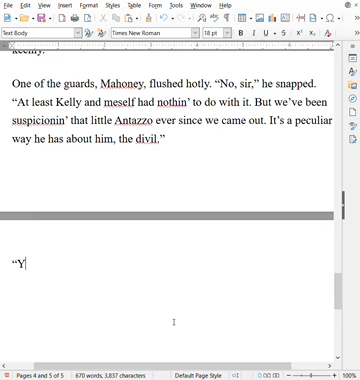 File Edit View Insert Format Styles Table Form Tools Window Help
Text Body Times New Roman 18 pt B I U S X² X₂ A
keenly.
One of the guards, Mahoney, flushed hotly. “No, sir,” he snapped.
“At least Kelly and meself had nothin’ to do with it. But we’ve been
suspicionin’ that little Antazzo ever since we came out. It’s a peculiar
way he has about him, the divil.”
“Y
Pages 4 and 5 of 5 670 words, 3,837 characters Default Page Style 100%